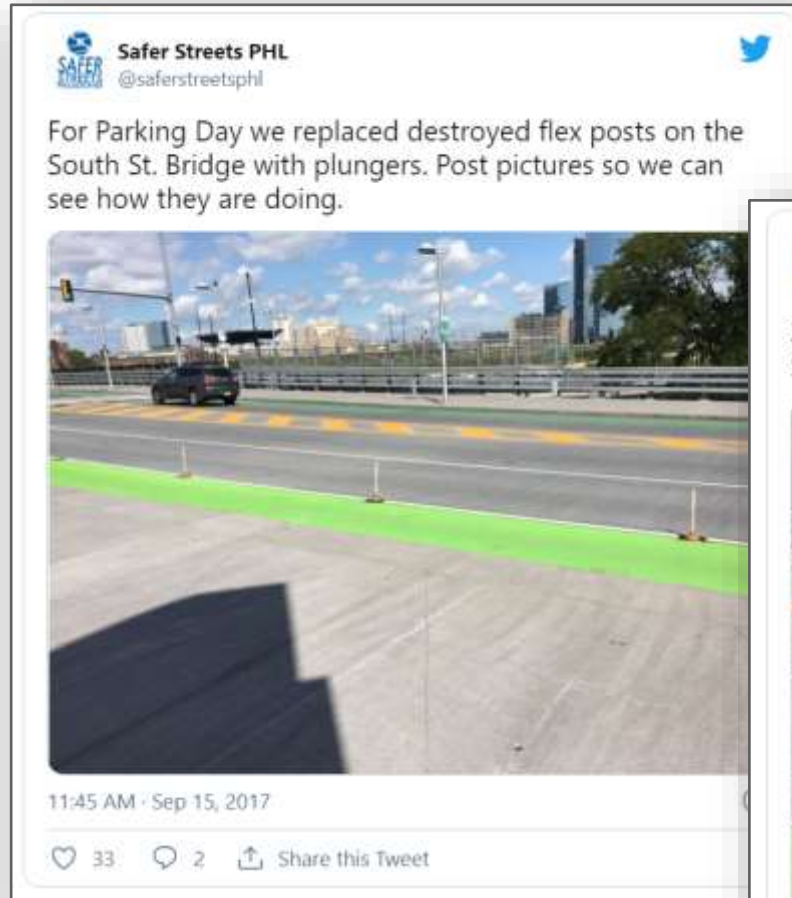 Safer Streets PHL
@saferstreetsphl
SAFER
STREETS
For Parking Day we replaced destroyed flex posts on the
South St. Bridge with plungers. Post pictures so we can
see how they are doing.
11:45 AM · Sep 15, 2017
33 2 Share this Tweet